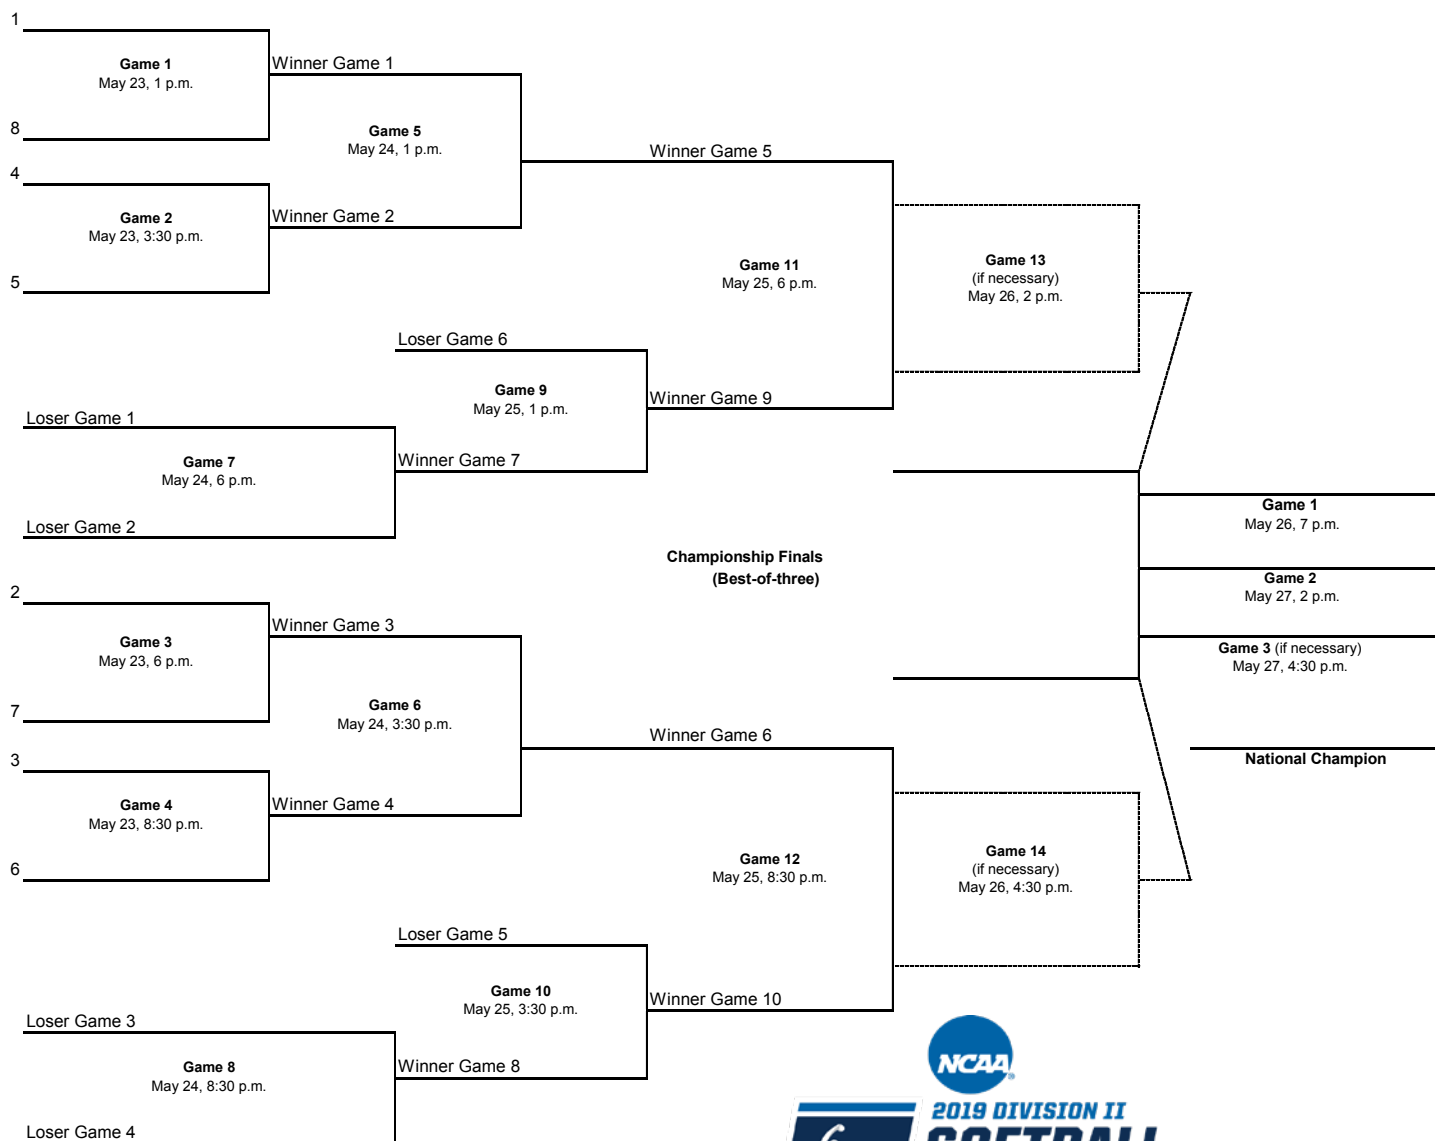 1
Game 1
May 23, 1 p.m.
Winner Game 1
8
Game 5
May 24, 1 p.m.
4
Game 2
May 23, 3:30 p.m.
Winner Game 2
5
Winner Game 5
Game 11
May 25, 6 p.m.
Game 13
(if necessary)
May 26, 2 p.m.
Loser Game 6
Game 9
May 25, 1 p.m.
Winner Game 9
Loser Game 1
Game 7
May 24, 6 p.m.
Winner Game 7
Loser Game 2
Championship Finals
(Best-of-three)
Game 1
May 26, 7 p.m.
Game 2
May 27, 2 p.m.
Game 3 (if necessary)
May 27, 4:30 p.m.
National Champion
2
Game 3
May 23, 6 p.m.
Winner Game 3
7
Game 6
May 24, 3:30 p.m.
3
Game 4
May 23, 8:30 p.m.
Winner Game 4
6
Winner Game 6
Game 12
May 25, 8:30 p.m.
Game 14
(if necessary)
May 26, 4:30 p.m.
Loser Game 5
Game 10
May 25, 3:30 p.m.
Winner Game 10
Loser Game 3
Game 8
May 24, 8:30 p.m.
Winner Game 8
Loser Game 4
NCAA
2019 DIVISION II
SOFTBALL